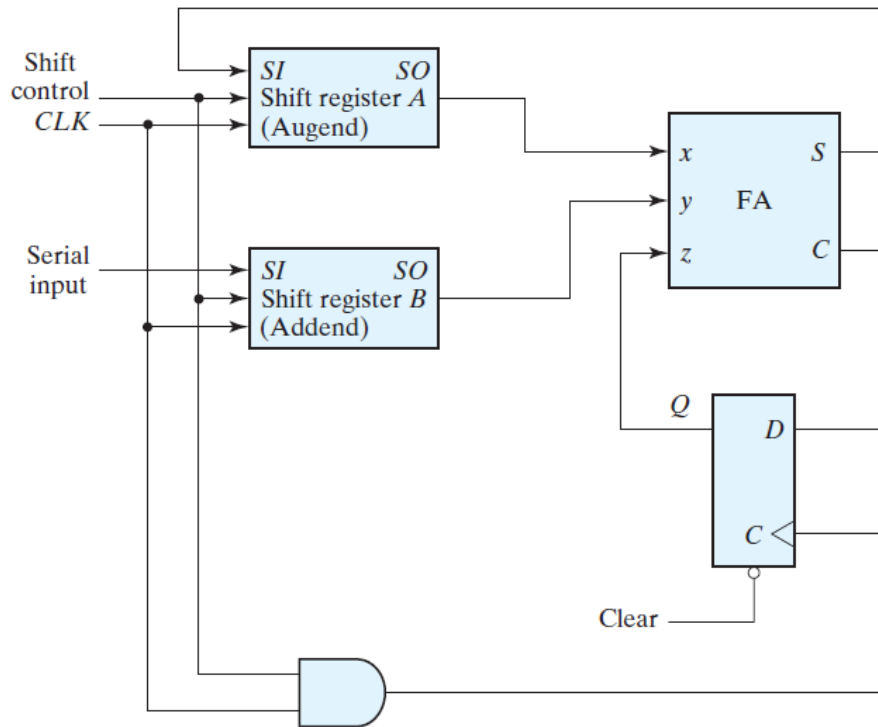 Shift
control
CLK
SI SO
Shift register A
(Augend)
x S
y FA
z C
Serial
input
SI SO
Shift register B
(Addend)
Q
D
C
Clear